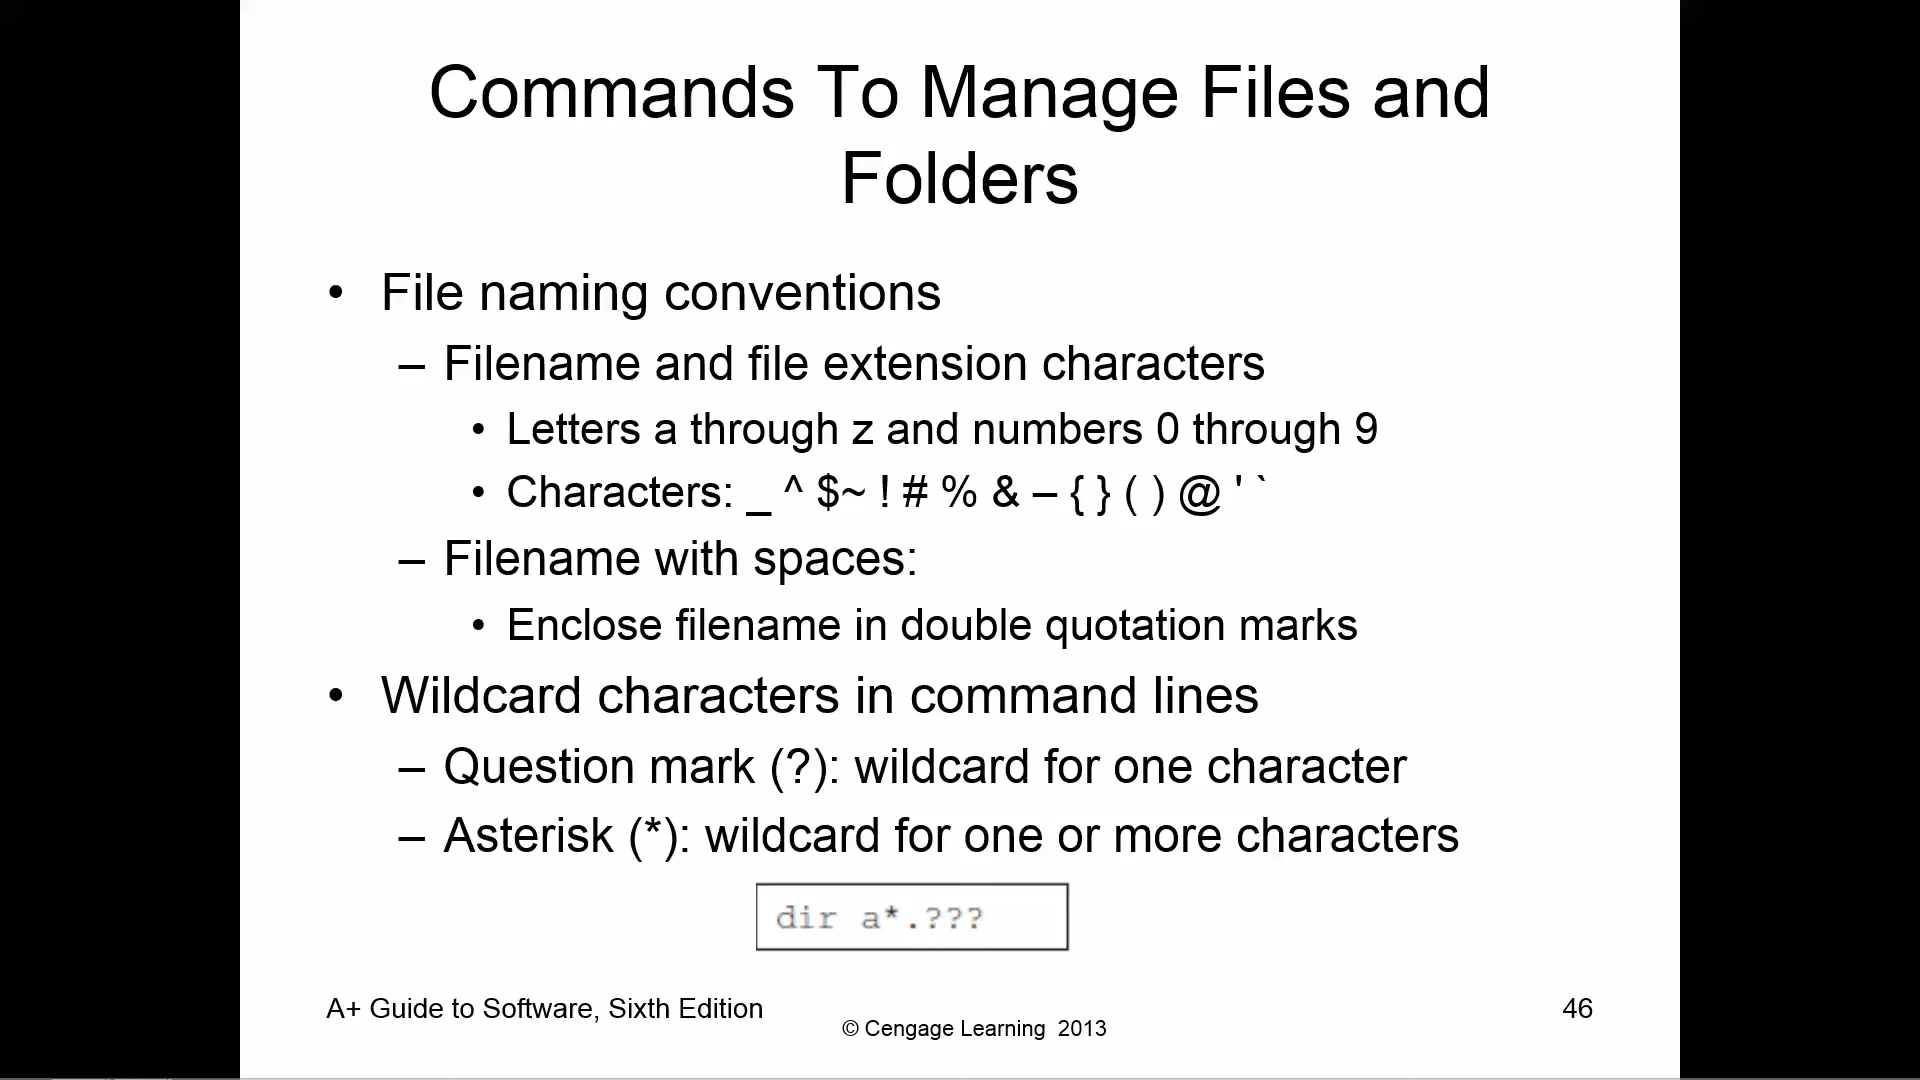 Commands To Manage Files and
Folders
• File naming conventions
– Filename and file extension characters
• Letters a through z and numbers 0 through 9
• Characters: _ ^ $~ ! # % & – { } ( ) @ ' `
– Filename with spaces:
• Enclose filename in double quotation marks
• Wildcard characters in command lines
– Question mark (?): wildcard for one character
– Asterisk (*): wildcard for one or more characters
dir a*.???
A+ Guide to Software, Sixth Edition
© Cengage Learning 2013
46